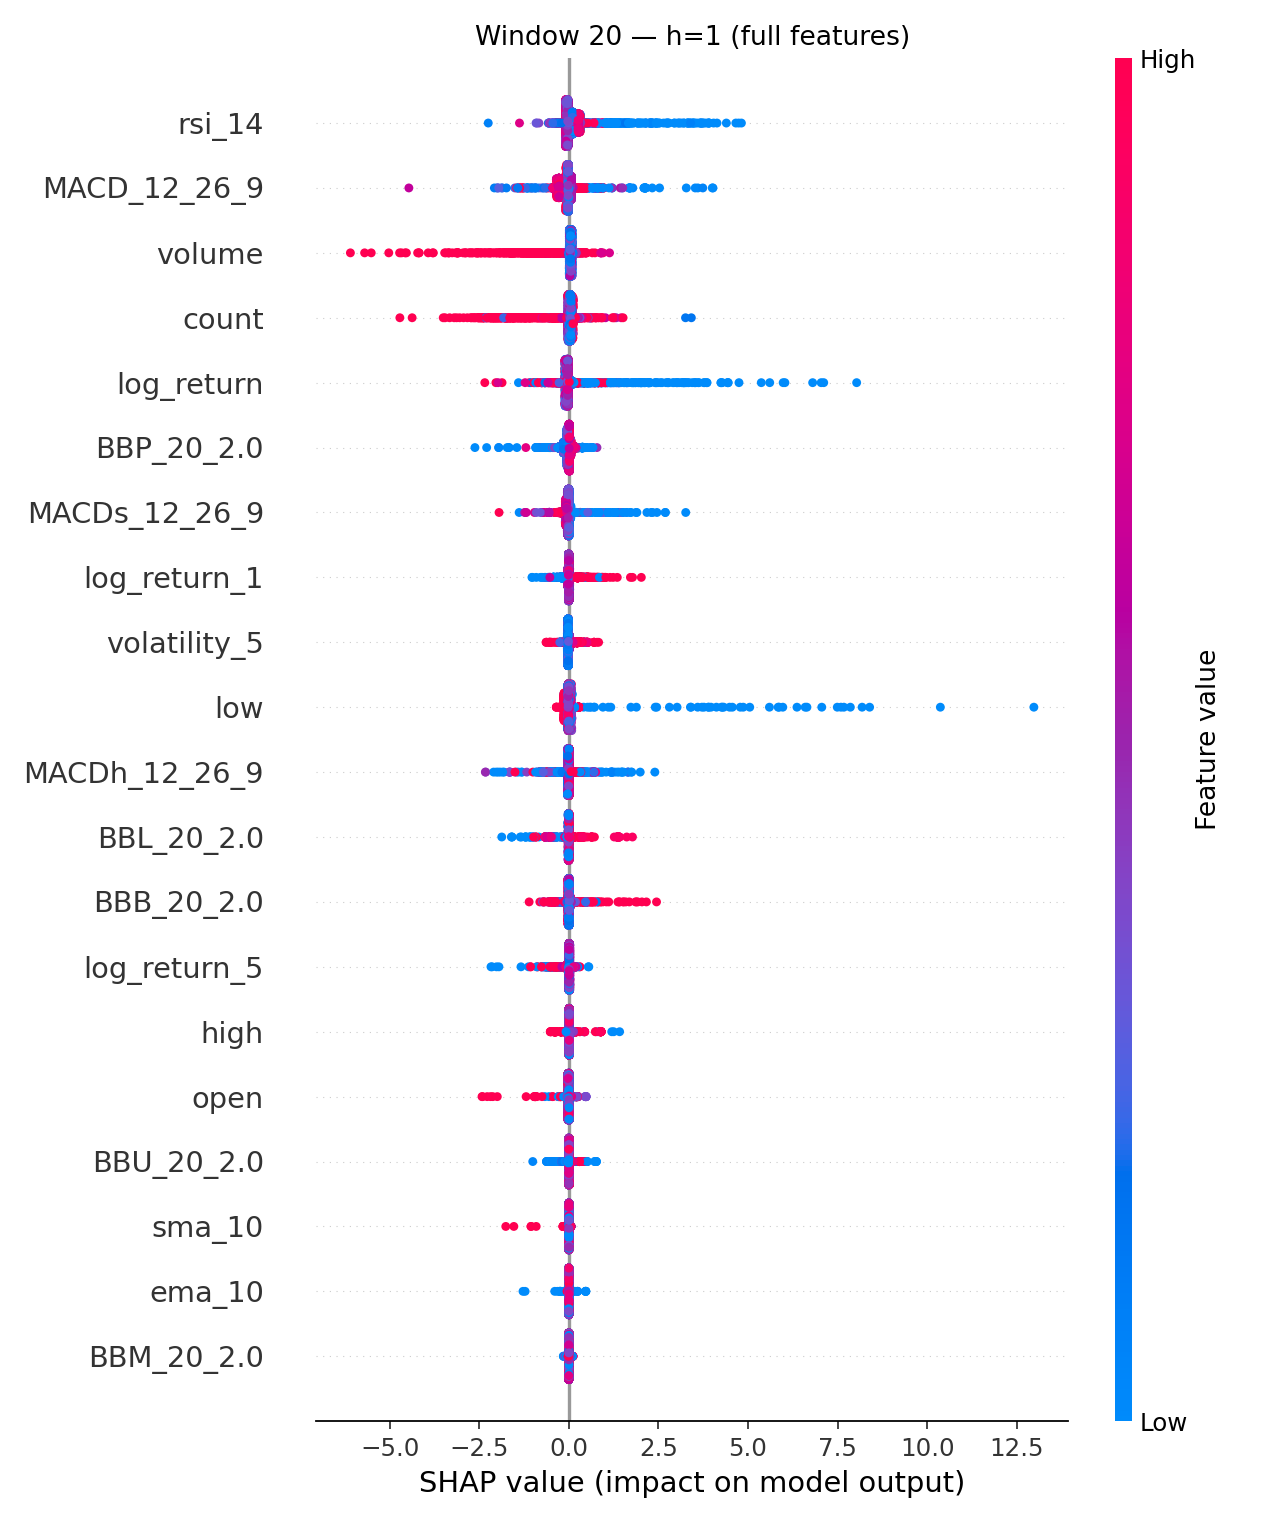 Window 20 — h=1 (full features)
High
rsi_14
MACD_12_26_9
volume
count
log_return
BBP_20_2.0
MACDs_12_26_9
log_return_1
volatility_5
low
MACDh_12_26_9
BBL_20_2.0
BBB_20_2.0
log_return_5
high
open
BBU_20_2.0
sma_10
ema_10
BBM_20_2.0
Feature value
Low
−5.0 −2.5 0.0 2.5 5.0 7.5 10.0 12.5
SHAP value (impact on model output)